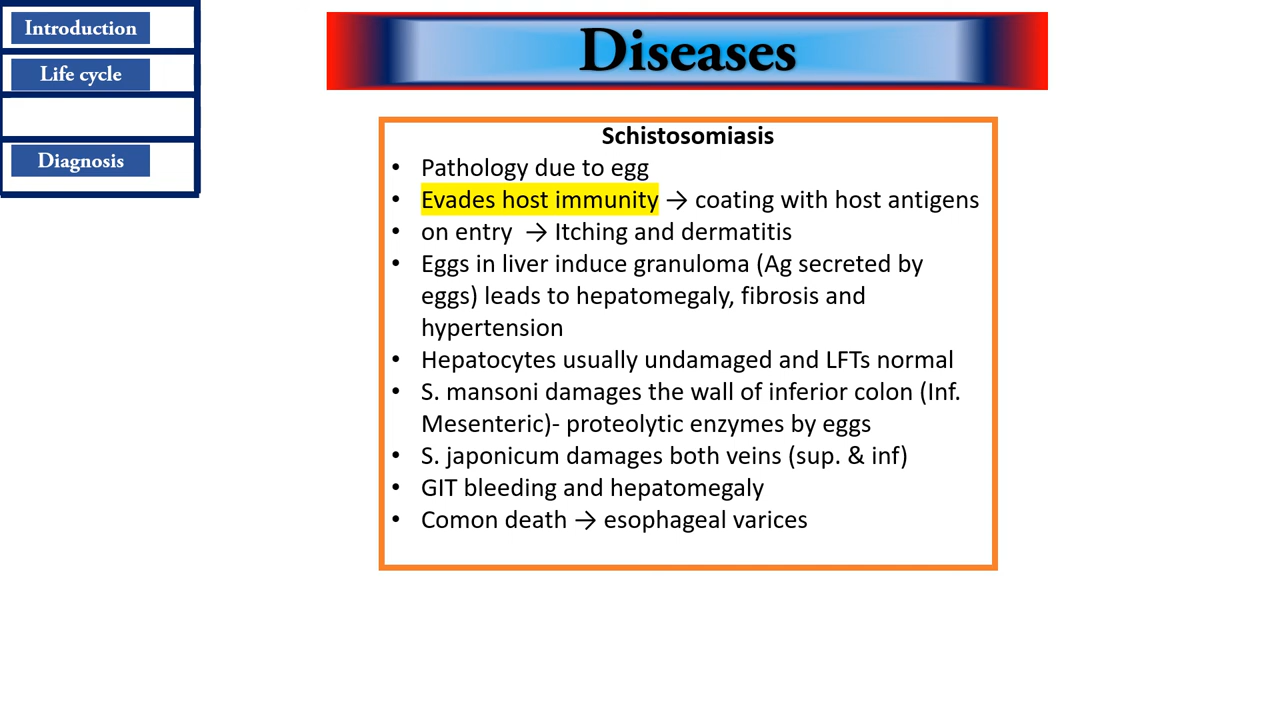 Introduction
Life cycle
Diagnosis
Diseases
Schistosomiasis
• Pathology due to egg
• Evades host immunity → coating with host antigens
• on entry → Itching and dermatitis
• Eggs in liver induce granuloma (Ag secreted by
eggs) leads to hepatomegaly, fibrosis and
hypertension
• Hepatocytes usually undamaged and LFTs normal
• S. mansoni damages the wall of inferior colon (Inf.
Mesenteric)- proteolytic enzymes by eggs
• S. japonicum damages both veins (sup. & inf)
• GIT bleeding and hepatomegaly
• Comon death → esophageal varices